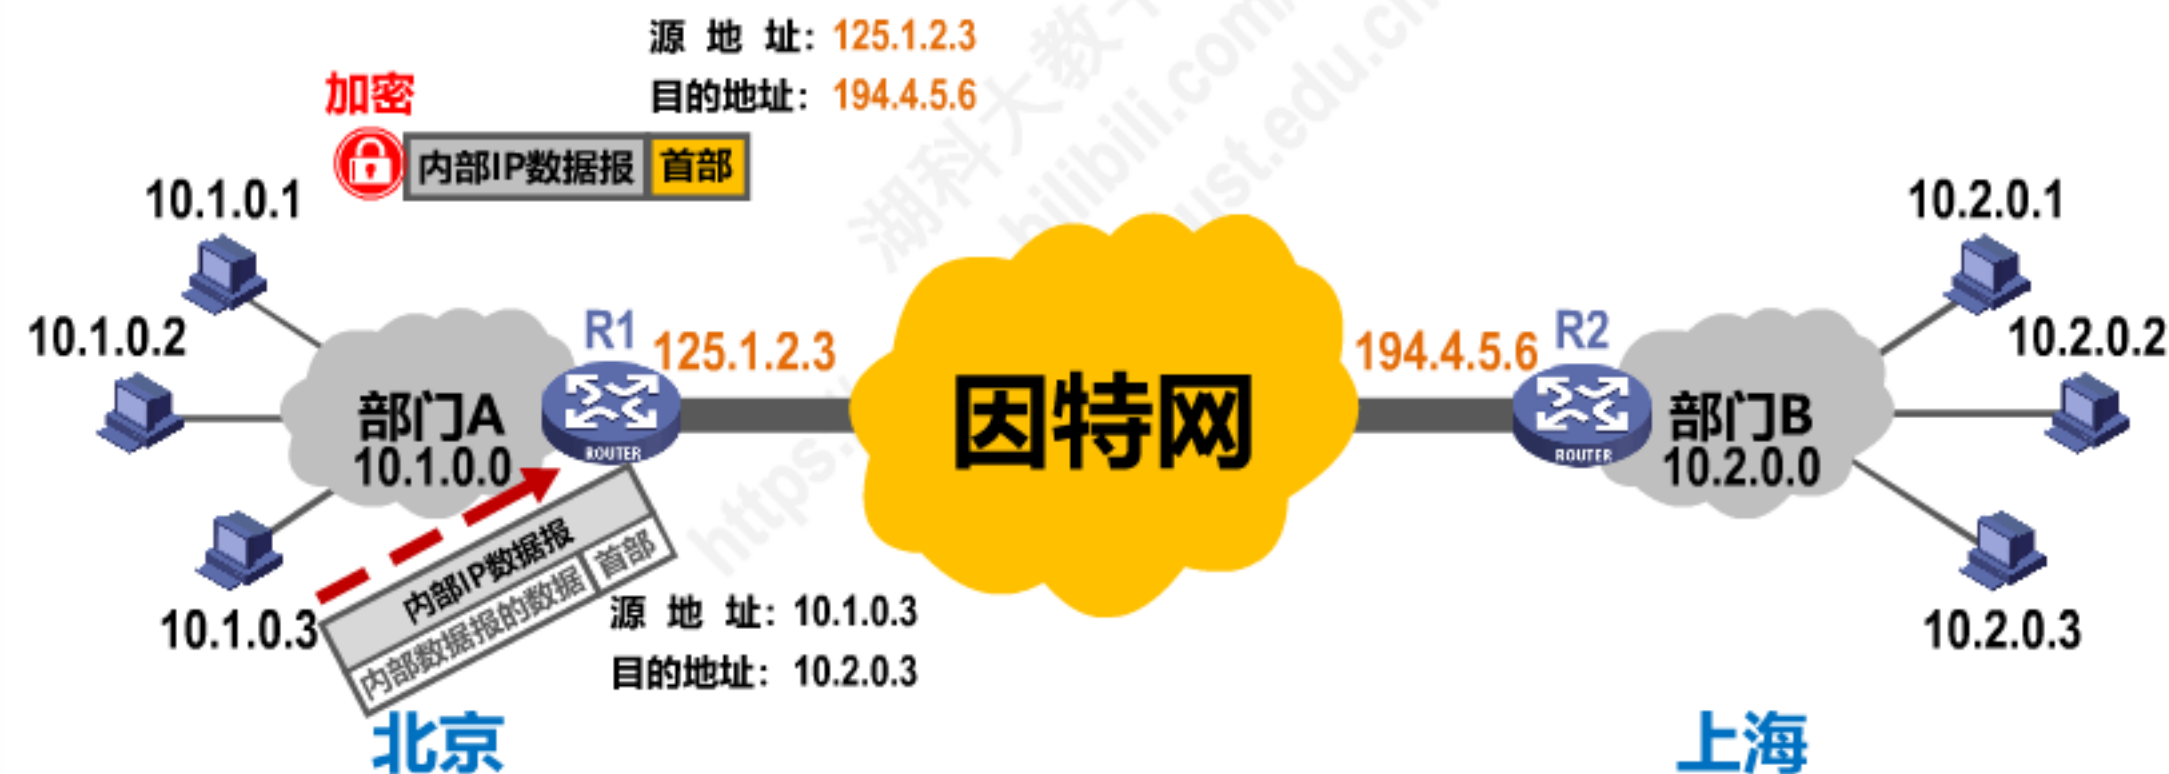 源 地 址：125.1.2.3
目的地址：194.4.5.6
加密
内部IP数据报 首部
10.1.0.1
10.1.0.2
10.1.0.3
部门A
10.1.0.0
R1
125.1.2.3
ROUTER
因特网
194.4.5.6
R2
ROUTER
部门B
10.2.0.0
10.2.0.1
10.2.0.2
10.2.0.3
内部IP数据报
内部数据报的数据 首部
源 地 址：10.1.0.3
目的地址：10.2.0.3
北京
上海